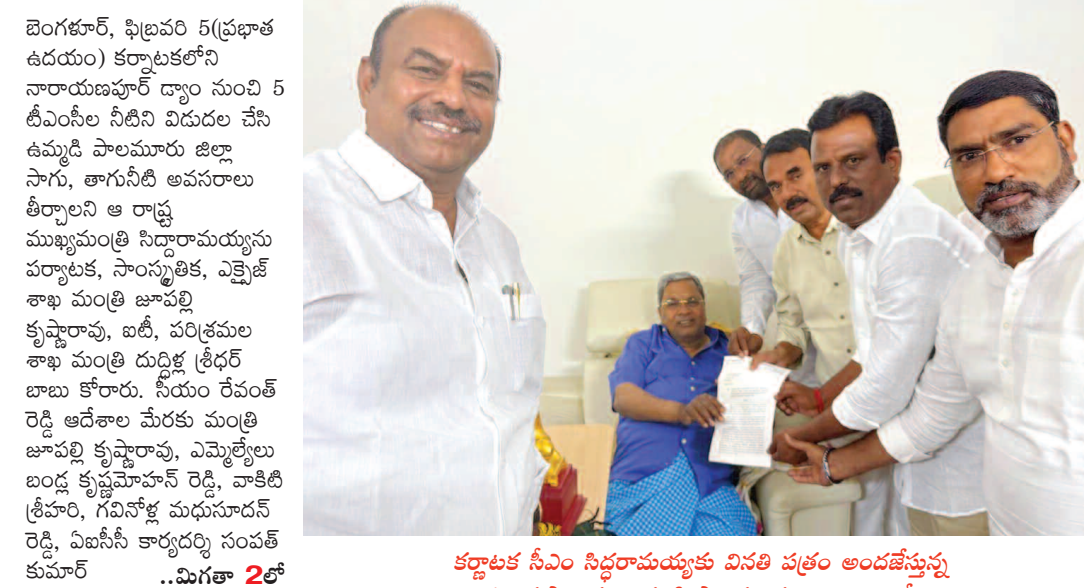 బెంగళూర్, ఫిబ్రవరి 5(ప్రభాత
ఉదయం) కర్నాటకలోని
నారాయణపూర్ డ్యాం నుంచి 5
టీఎంసీల నీటిని విడుదల చేసి
ఉమ్మడి పాలమూరు జిల్లా
సాగు, తాగునీటి అవసరాలు
తీర్చాలని ఆ రాష్ట్ర
ముఖ్యమంత్రి సిద్దారామయ్యను
పర్యాటక, సాంస్కృతిక, ఎక్సైజ్
శాఖ మంత్రి జూపల్లి
కృష్ణారావు, ఐటీ, పరిశ్రమల
శాఖ మంత్రి దుద్దిళ్ల శ్రీధర్
బాబు కోరారు. సీయం రేవంత్
రెడ్డి ఆదేశాల మేరకు మంత్రి
జూపల్లి కృష్ణారావు, ఎమ్మెల్యేలు
బండ్ల కృష్ణమోహన్ రెడ్డి, వాకిటి
శ్రీహరి, గవినోళ్ల మధుసూదన్
రెడ్డి, ఏఐసీసీ కార్యదర్శి సంపత్
కుమార్ ..మిగతా 2లో
కర్ణాటక సీఎం సిద్ధరామయ్యకు వినతి పత్రం అందజేస్తున్న